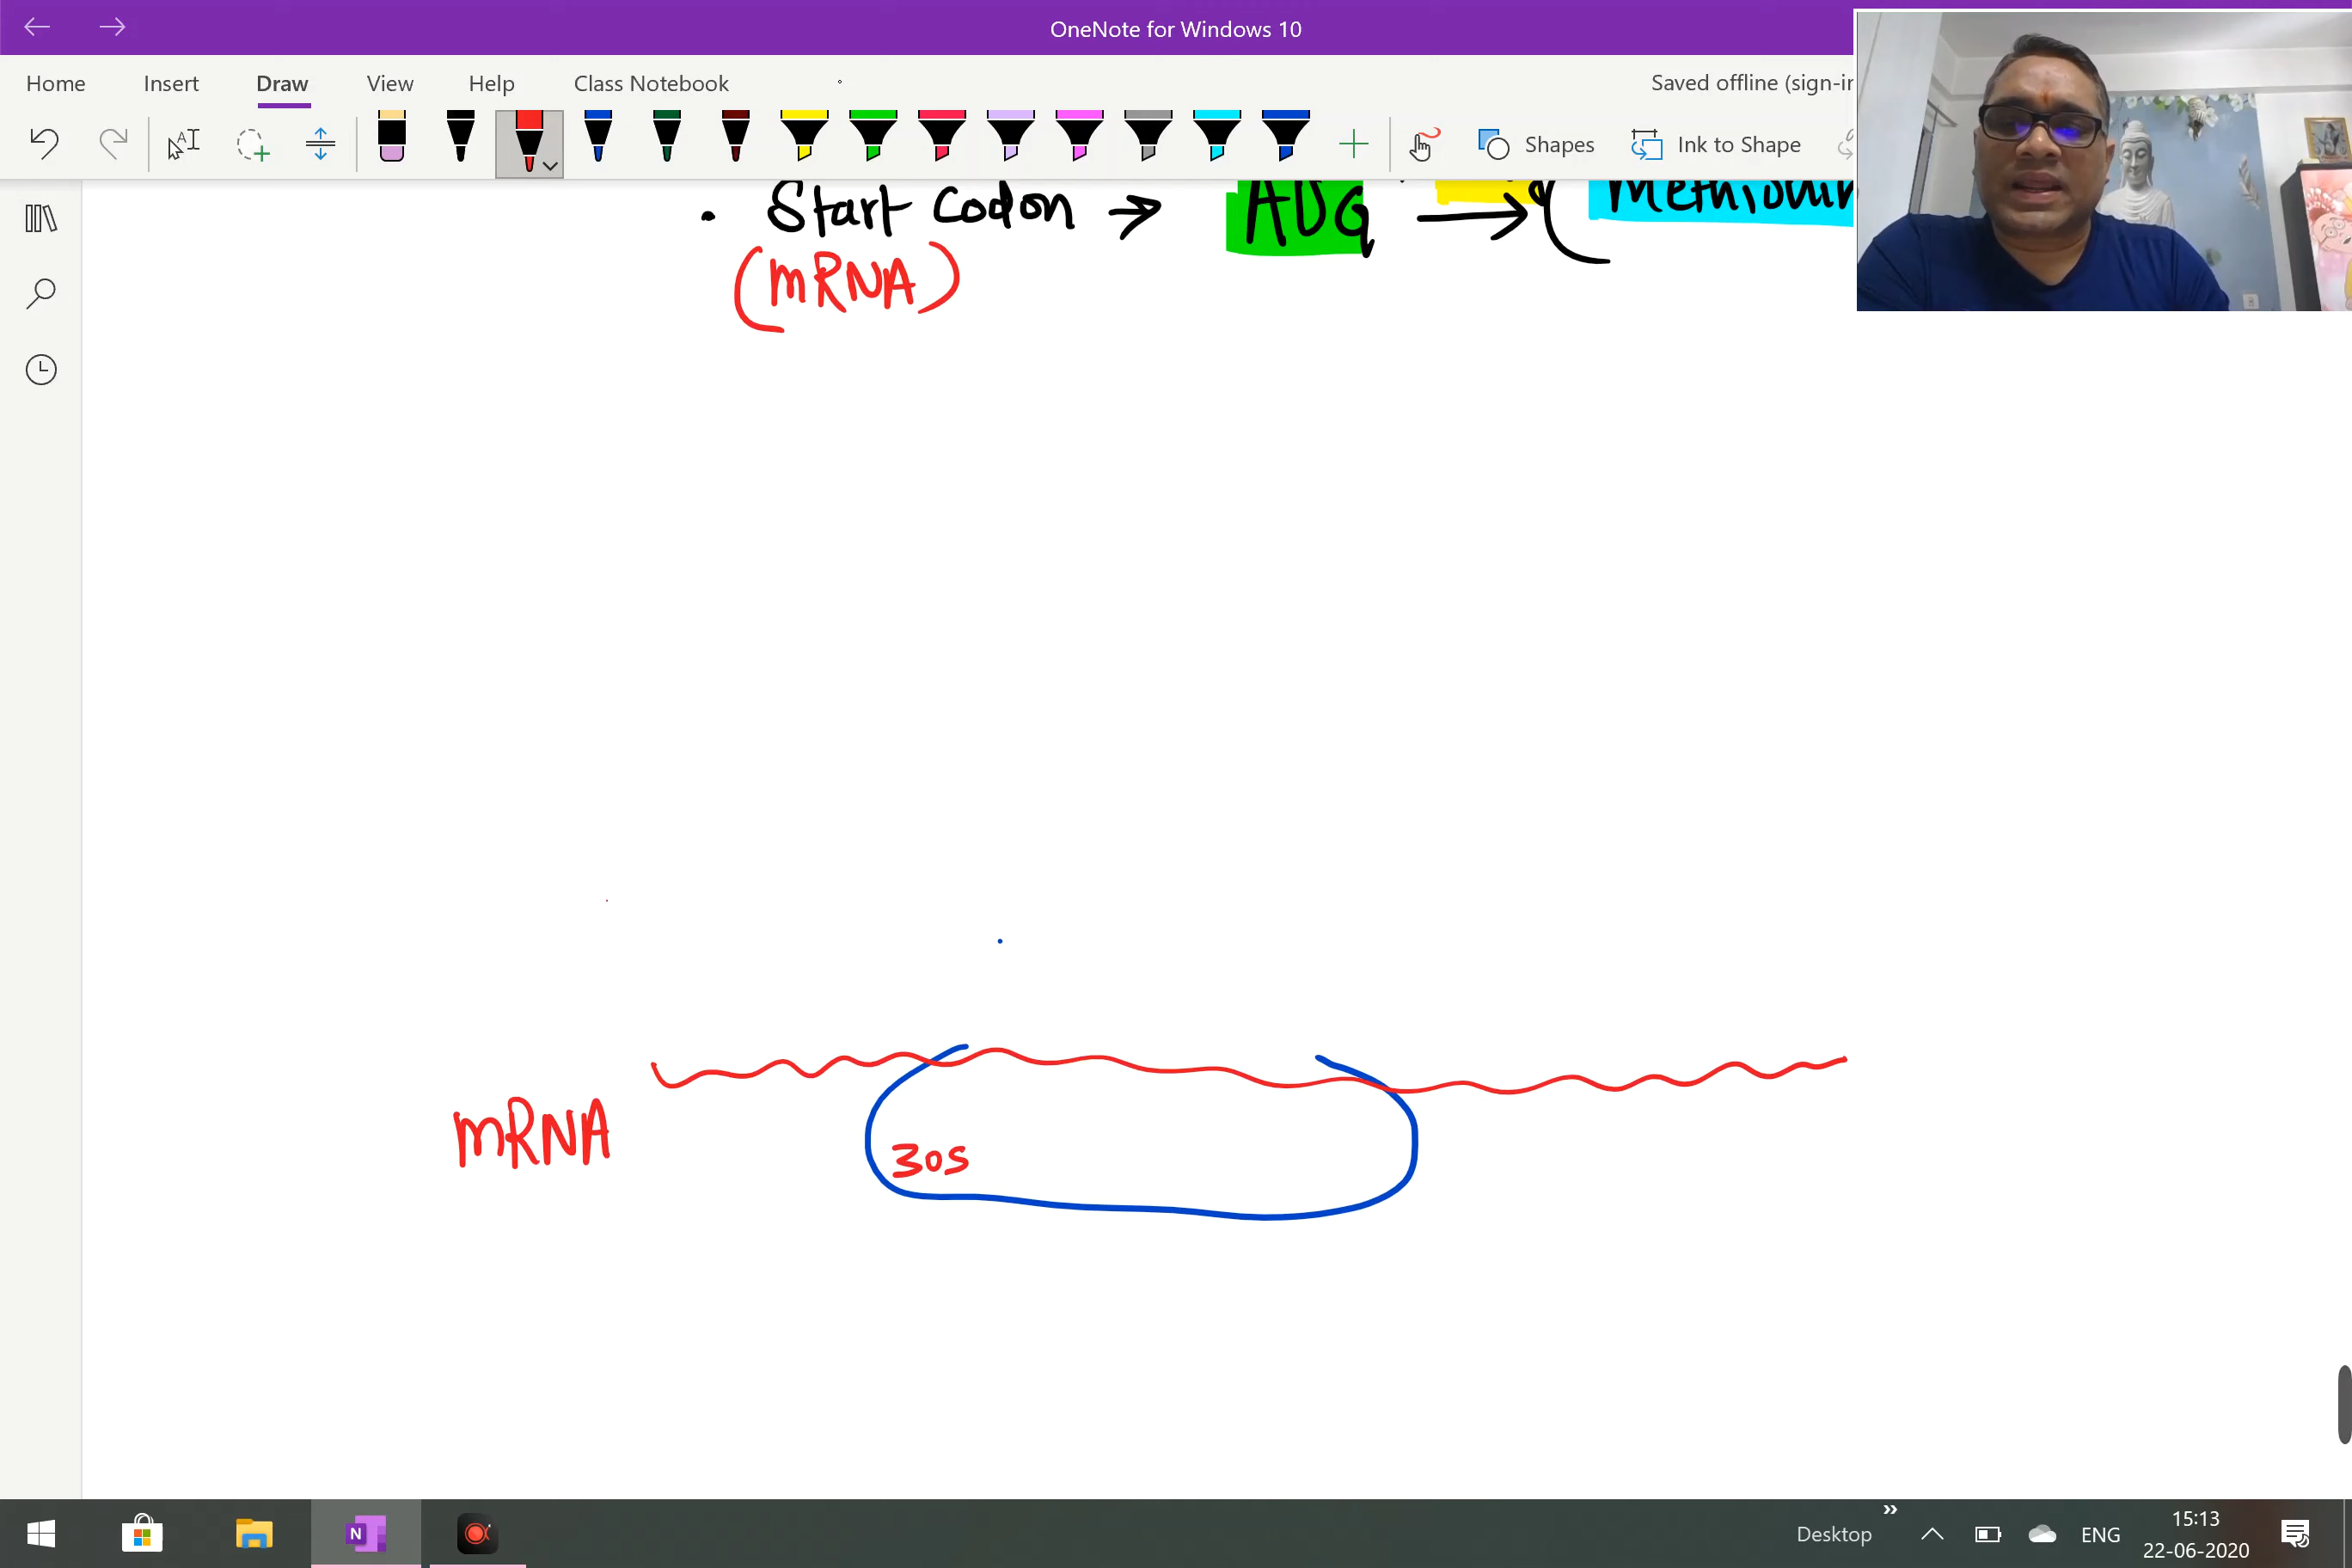 OneNote for Windows 10
Home Insert Draw View Help Class Notebook Saved offline (sign-in
Shapes Ink to Shape
. Start Codon → AUG → ( Methionin
(mRNA)
mRNA
30s
Desktop ENG 15:13
22-06-2020